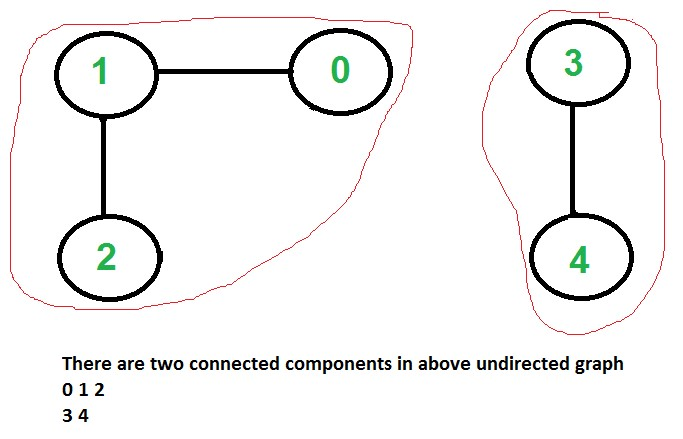 1 0 3
2 4
There are two connected components in above undirected graph
0 1 2
3 4